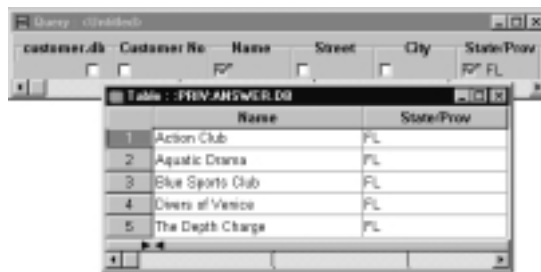 Query : <Untitled>
customer.db Customer No Name Street City State/Prov
FL
Table : :PRIV:ANSWER.DB
Name State/Prov
1 Action Club FL
2 Aquatic Drama FL
3 Blue Sports Club FL
4 Divers of Venice FL
5 The Depth Charge FL